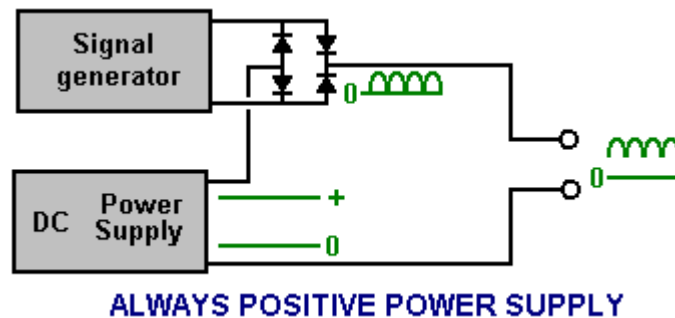 Signal
generator
0
0
DC Power
Supply
+
0
ALWAYS POSITIVE POWER SUPPLY